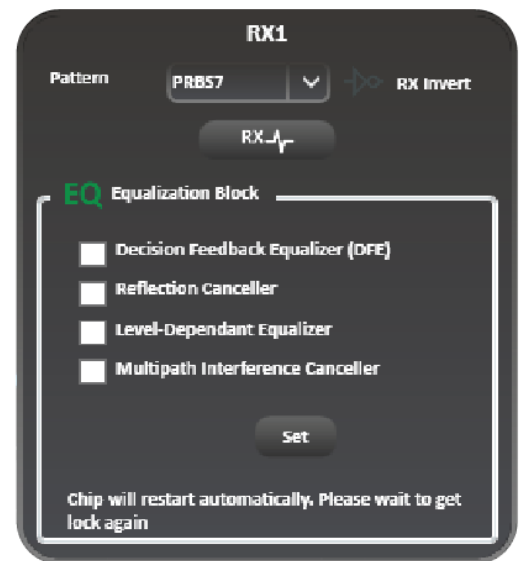 RX1
Pattern PRBS7 RX Invert
RX
EQ Equalization Block
Decision Feedback Equalizer (DFE)
Reflection Canceller
Level-Dependant Equalizer
Multipath Interference Canceller
Set
Chip will restart automatically. Please wait to get
lock again